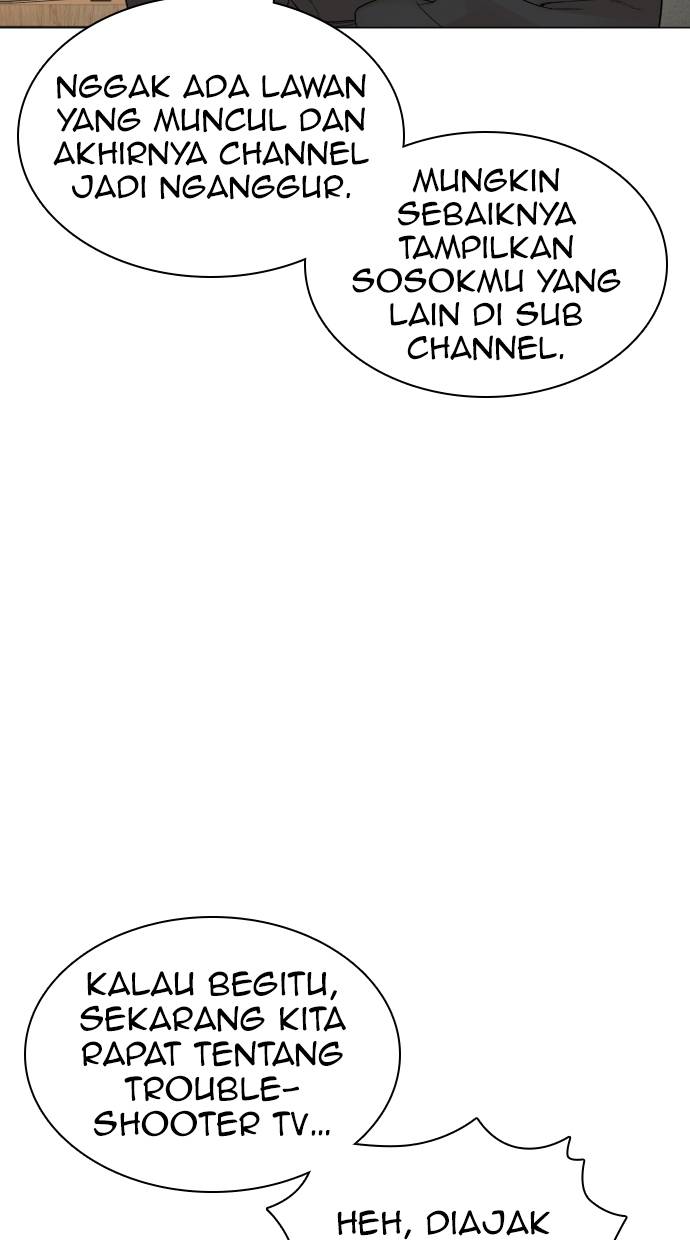 NGGAK ADA LAWAN
YANG MUNCUL DAN
AKHIRNYA CHANNEL
JADI NGANGGUR.
MUNGKIN
SEBAIKNYA
TAMPILKAN
SOSOKMU YANG
LAIN DI SUB
CHANNEL.
KALAU BEGITU,
SEKARANG KITA
RAPAT TENTANG
TROUBLE-
SHOOTER TV...
HEH, DIAJAK